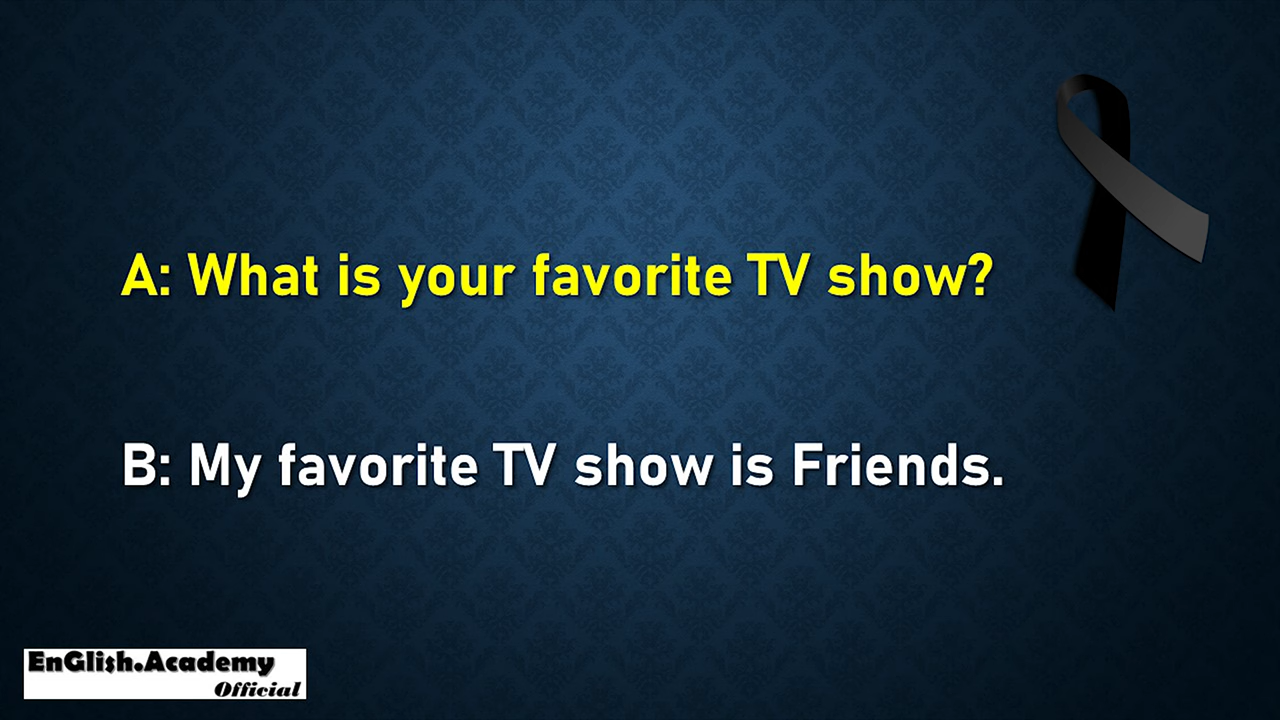 A: What is your favorite TV show?
B: My favorite TV show is Friends.
EnGlish.Academy
Official